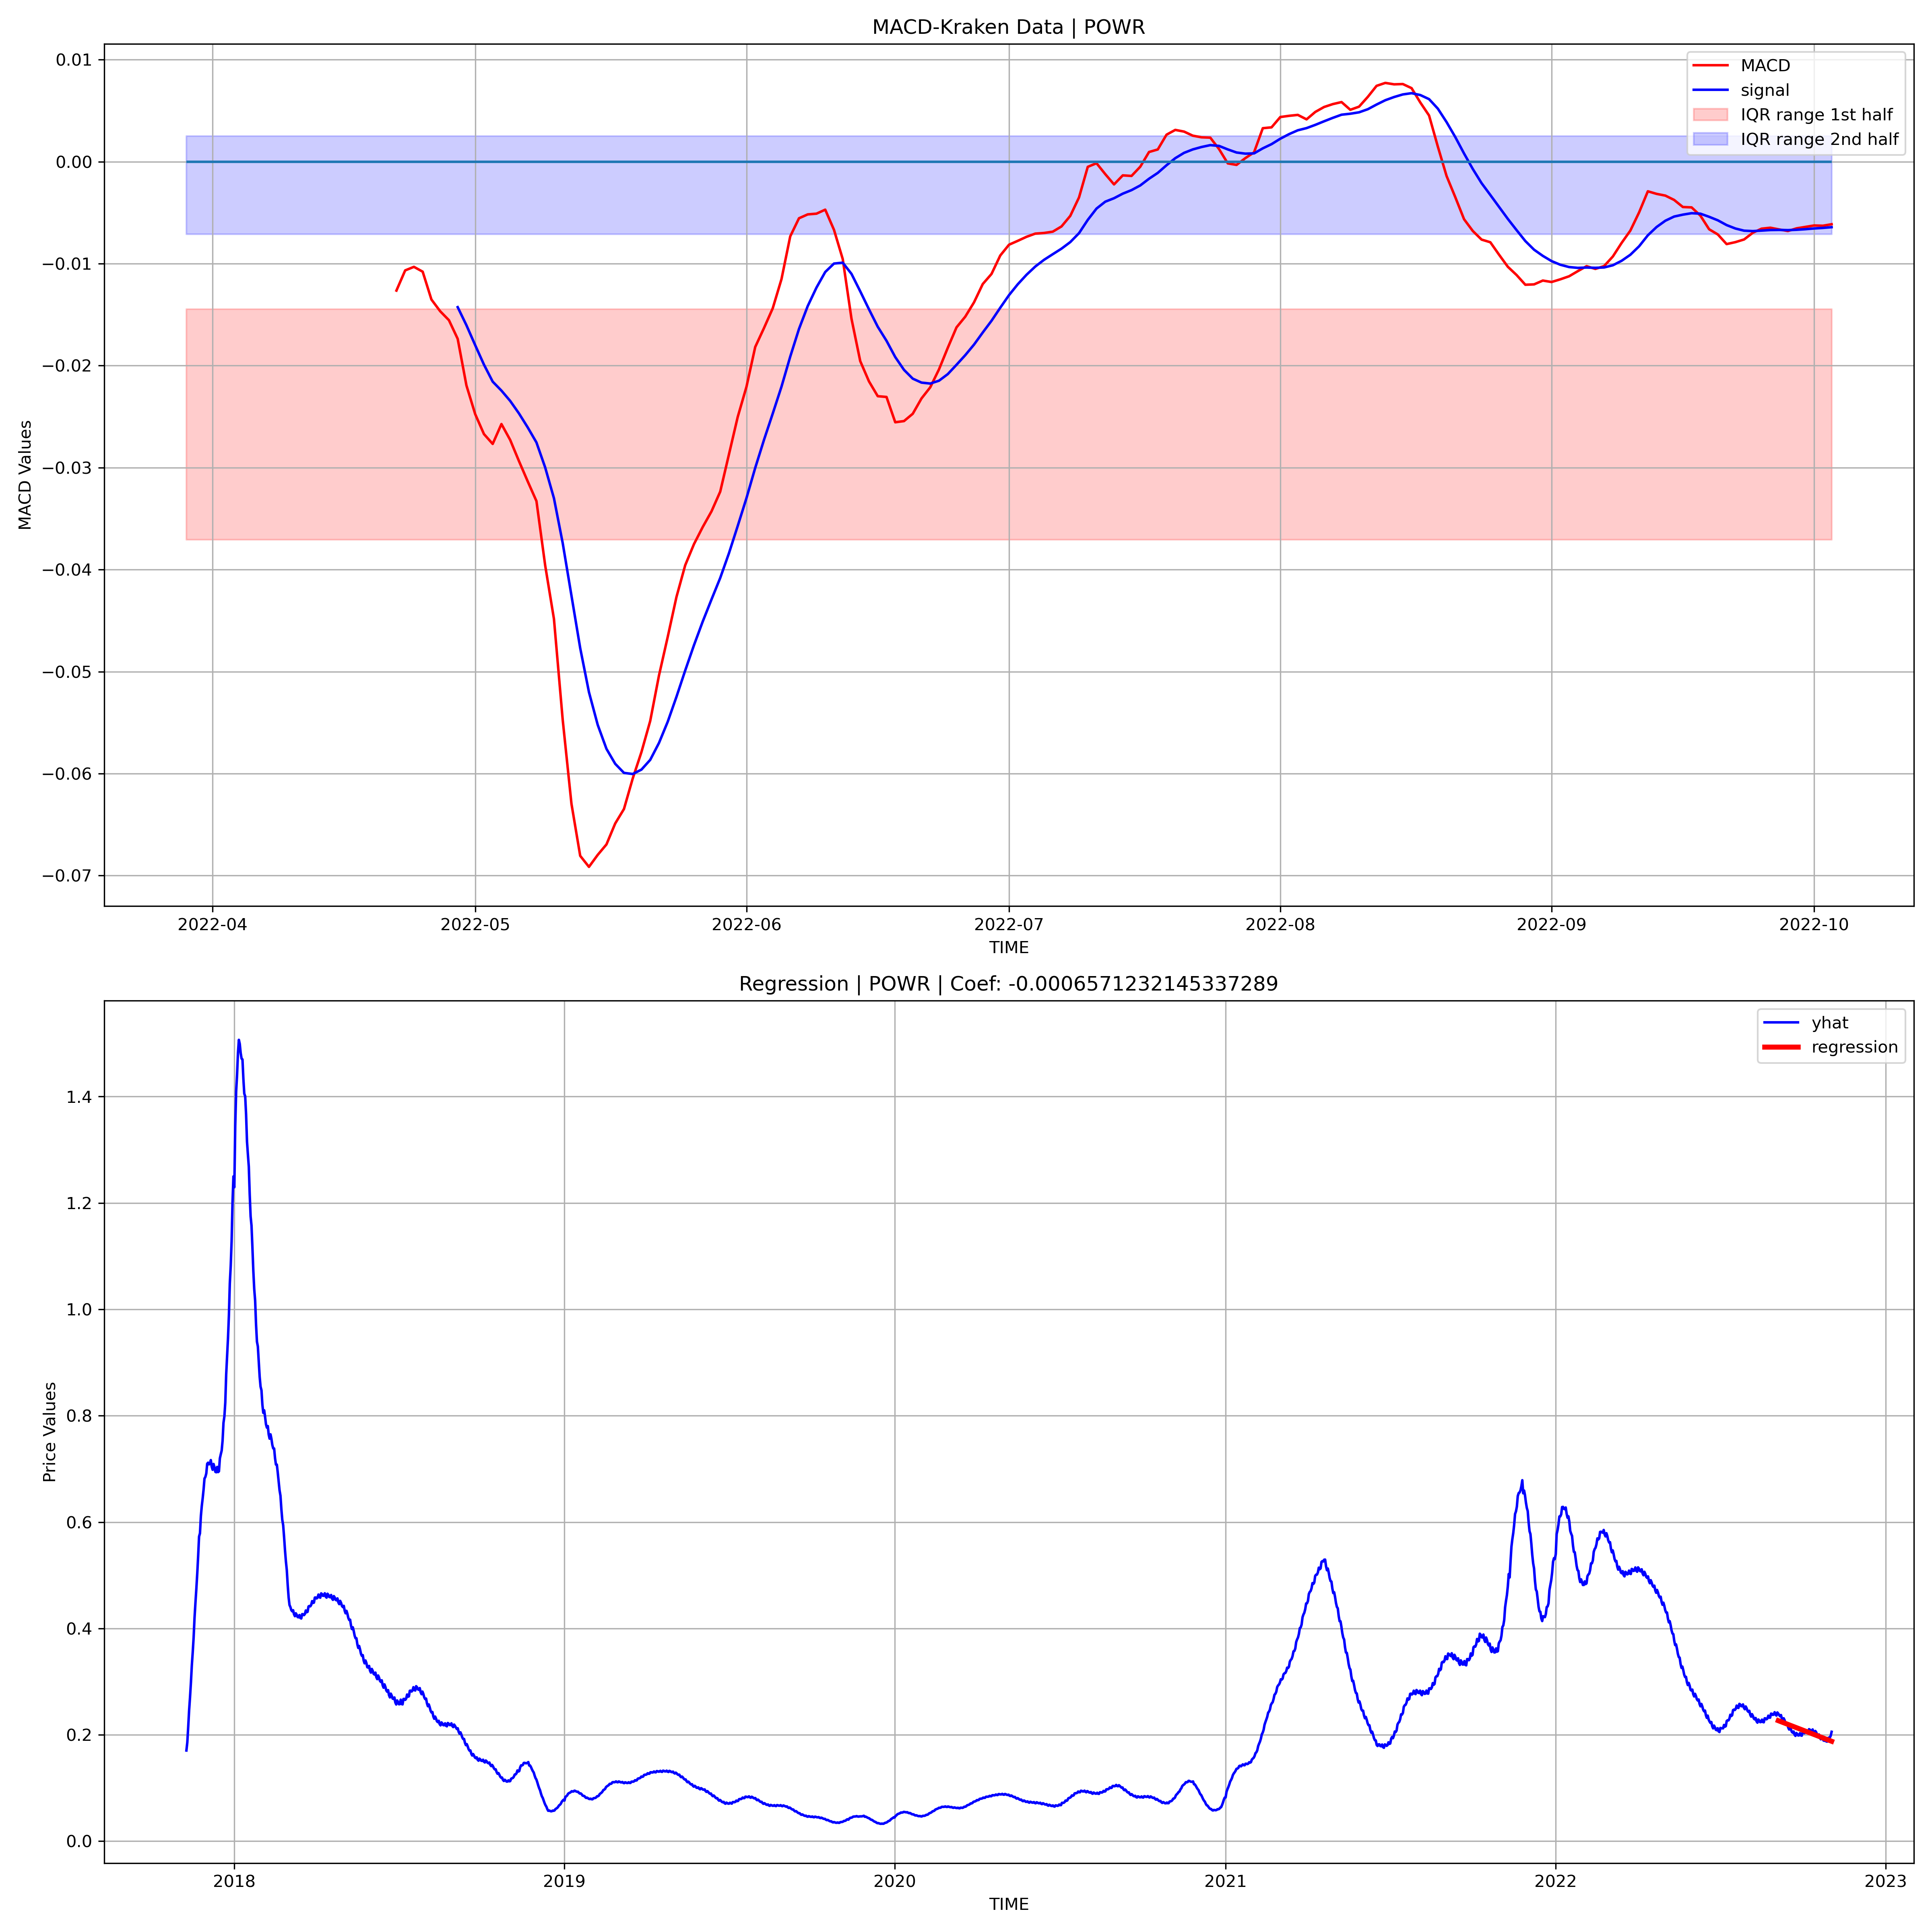 MACD-Kraken Data | POWR
MACD
signal
IQR range 1st half
IQR range 2nd half
0.01
0.00
−0.01
−0.02
−0.03
−0.04
−0.05
−0.06
−0.07
MACD Values
2022-04 2022-05 2022-06 2022-07 2022-08 2022-09 2022-10
TIME
Regression | POWR | Coef: -0.0006571232145337289
yhat
regression
1.4
1.2
1.0
0.8
0.6
0.4
0.2
0.0
Price Values
2018 2019 2020 2021 2022 2023
TIME